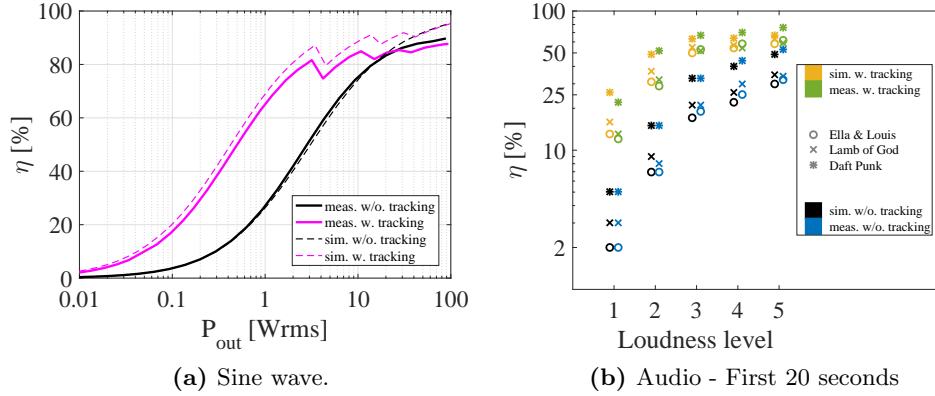 100
80
60
40
20
0
η [%]
0.01
0.1
1
10
100
P_out [Wrms]
meas. w/o. tracking
meas. w. tracking
sim. w/o. tracking
sim. w. tracking
(a) Sine wave.
100
50
25
10
2
η [%]
1
2
3
4
5
Loudness level
sim. w. tracking
meas. w. tracking
Ella & Louis
Lamb of God
Daft Punk
sim. w/o. tracking
meas. w/o. tracking
(b) Audio - First 20 seconds